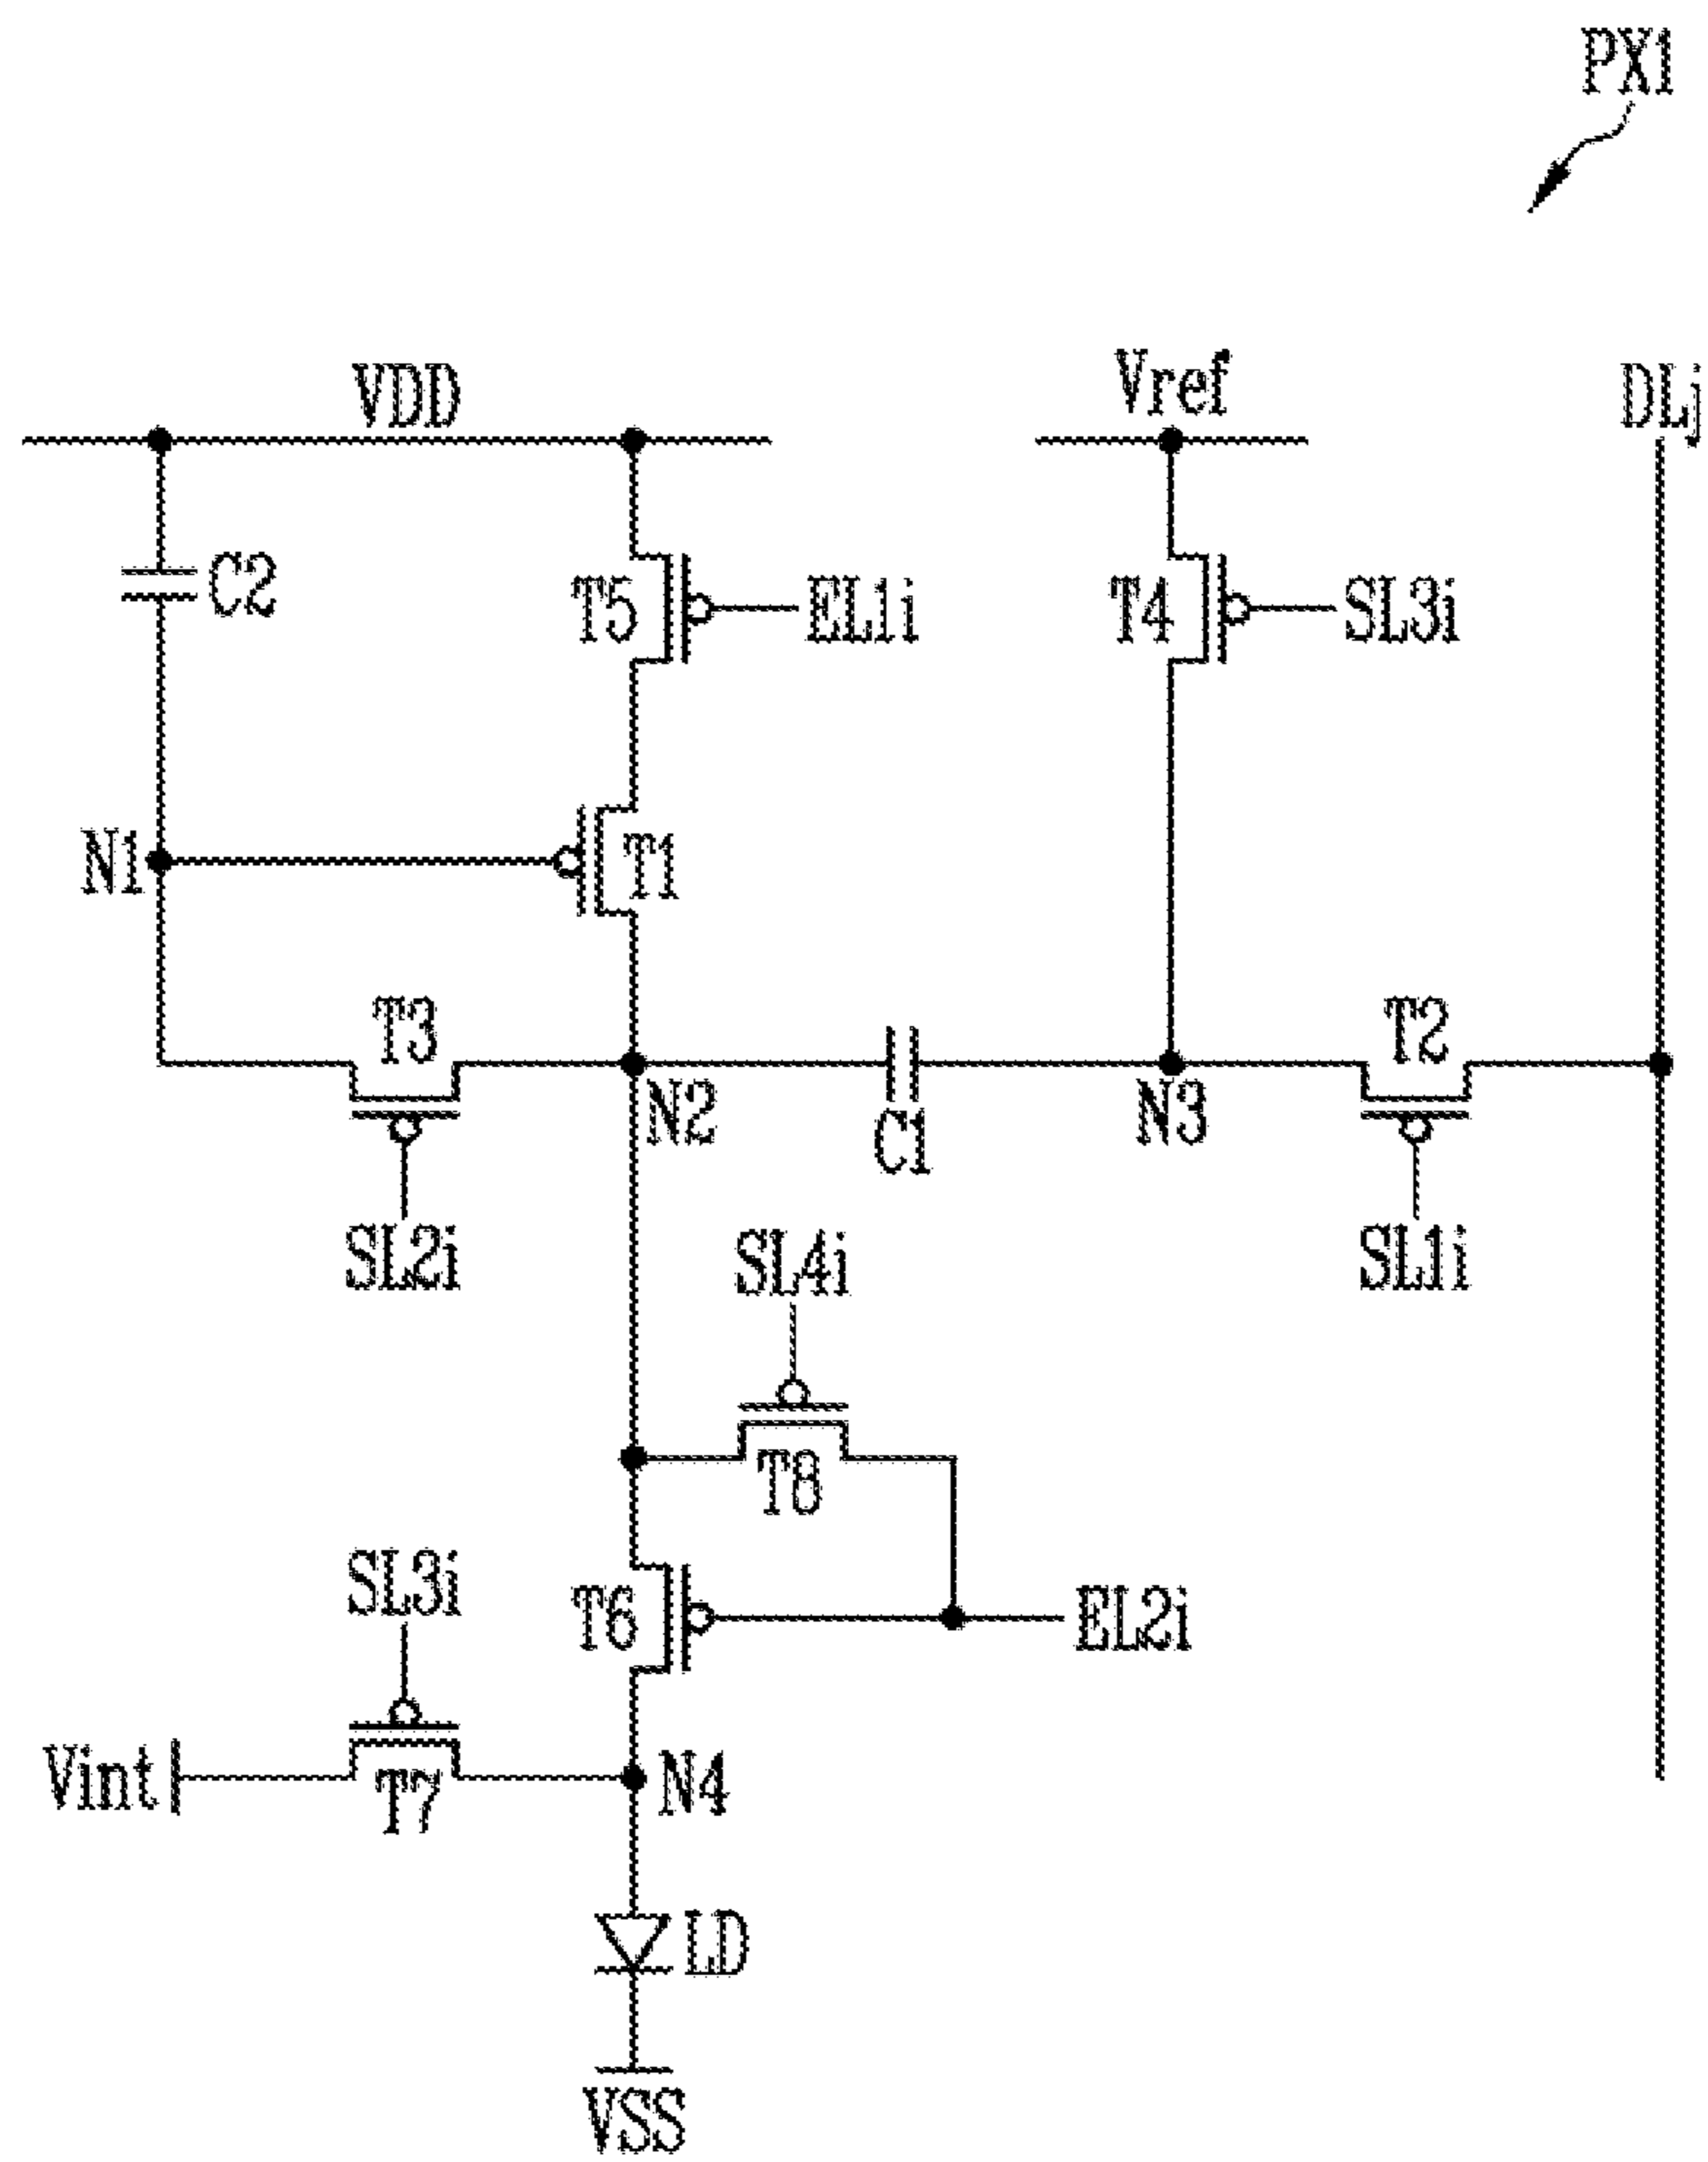 PX1
VDD
Vref
DLj
C2
T5
EL1i
T4
SL3i
N1
T1
T3
T2
N2
C1
N3
SL2i
SL4i
SL1i
T8
SL3i
T6
EL2i
Vint
T7
N4
LD
VSS